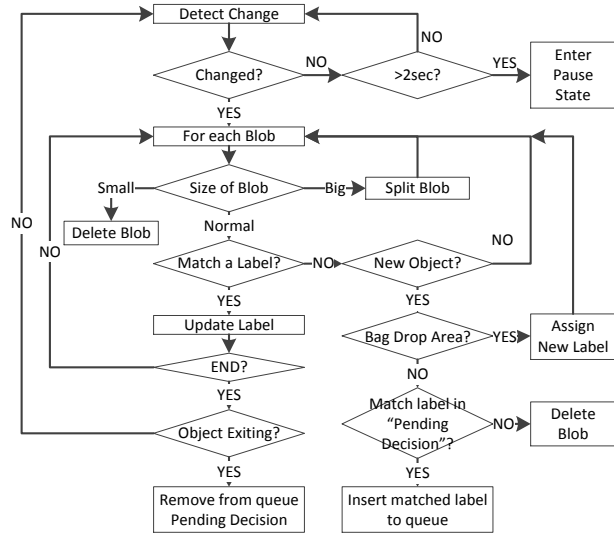 Detect Change
NO
Changed?
NO
>2sec?
YES
Enter
Pause
State
YES
For each Blob
Small
Size of Blob
Big
Split Blob
Delete Blob
Normal
NO
NO
NO
Match a Label?
NO
New Object?
YES
YES
Update Label
Bag Drop Area?
YES
Assign
New Label
END?
NO
YES
Match label in
“Pending
Decision”?
NO
Delete
Blob
Object Exiting?
YES
YES
Remove from queue
Pending Decision
Insert matched label
to queue